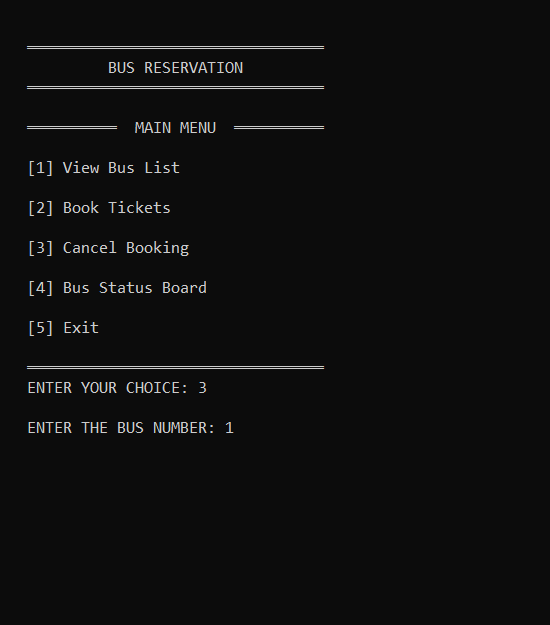 BUS RESERVATION
MAIN MENU
[1] View Bus List
[2] Book Tickets
[3] Cancel Booking
[4] Bus Status Board
[5] Exit
ENTER YOUR CHOICE: 3
ENTER THE BUS NUMBER: 1